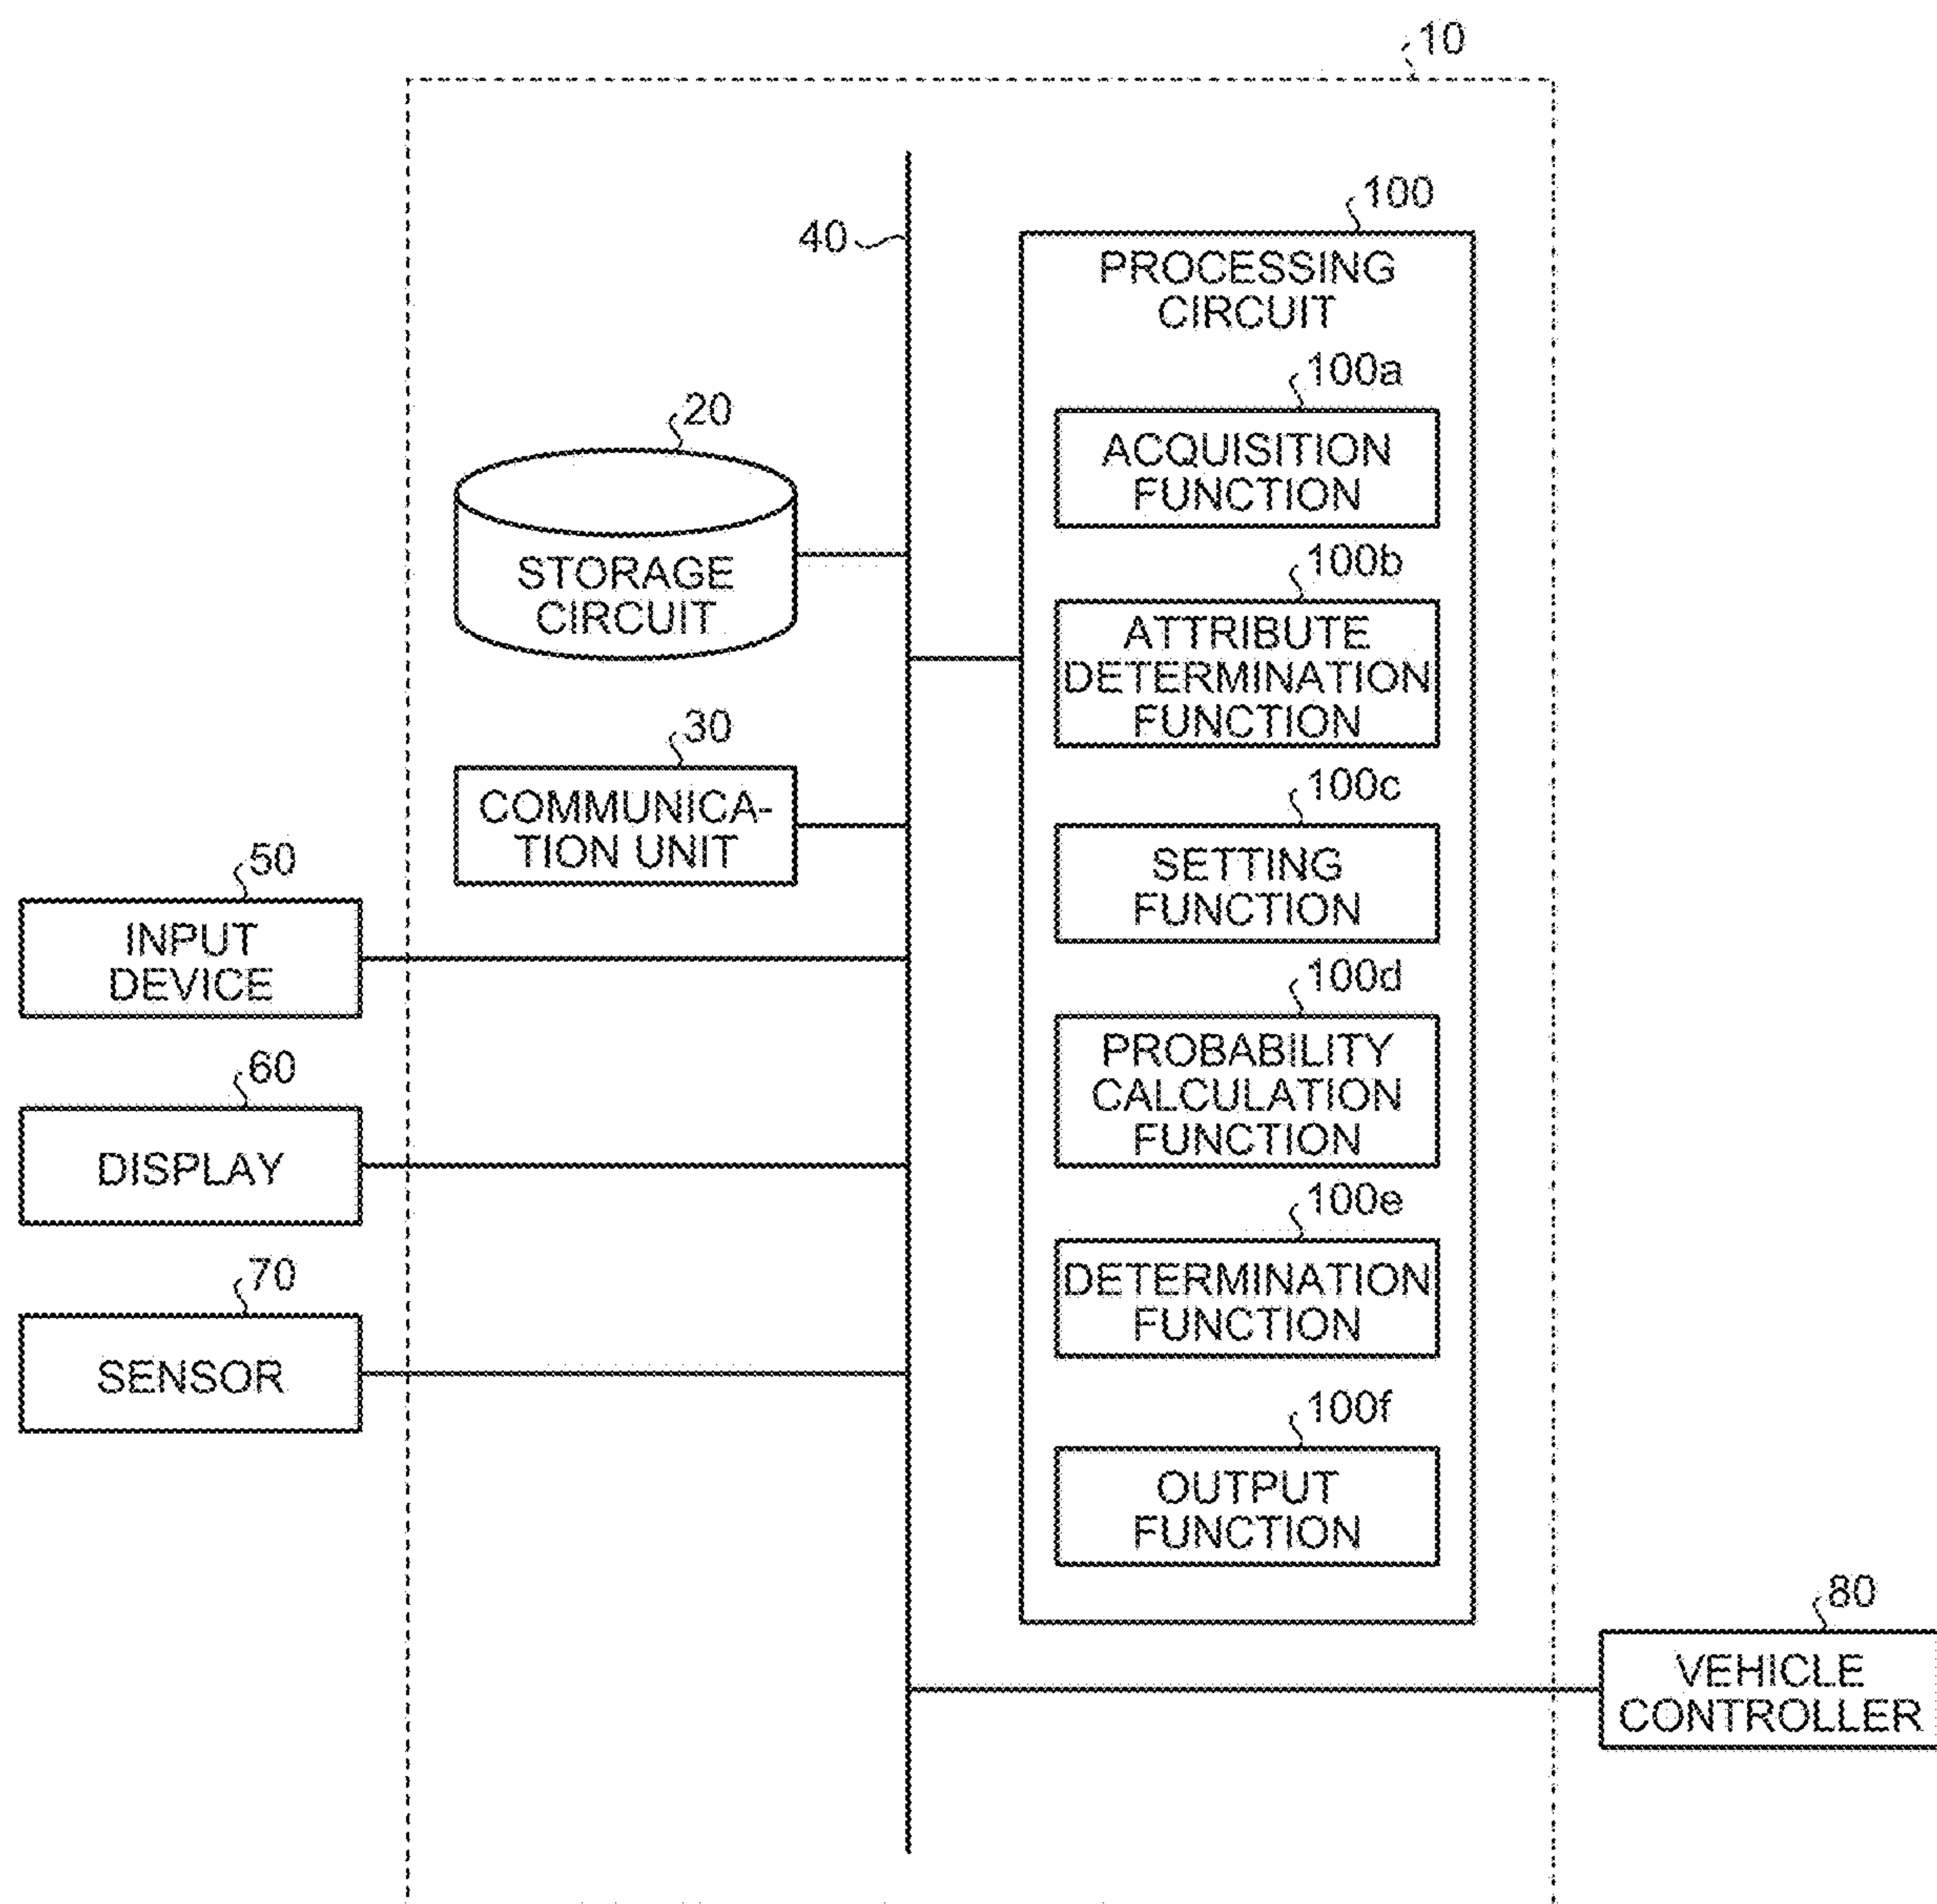 10
100
40
PROCESSING
CIRCUIT
100a
ACQUISITION
FUNCTION
20
STORAGE
CIRCUIT
100b
ATTRIBUTE
DETERMINATION
FUNCTION
30
COMMUNICA-
TION UNIT
100c
SETTING
FUNCTION
50
INPUT
DEVICE
100d
PROBABILITY
CALCULATION
FUNCTION
60
DISPLAY
100e
DETERMINATION
FUNCTION
70
SENSOR
100f
OUTPUT
FUNCTION
80
VEHICLE
CONTROLLER